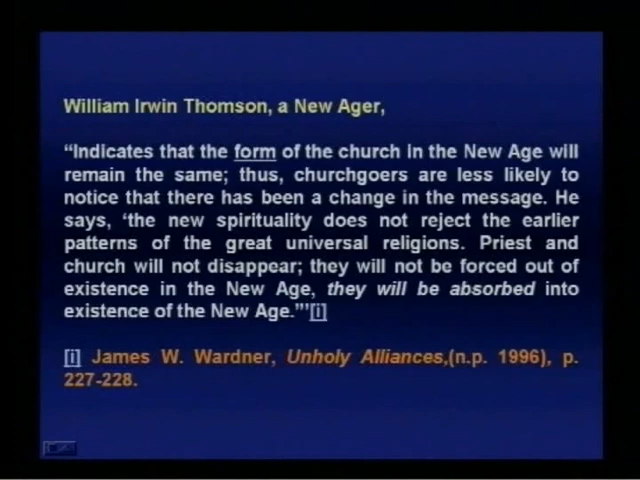 William Irwin Thomson, a New Ager,
“Indicates that the form of the church in the New Age will
remain the same; thus, churchgoers are less likely to
notice that there has been a change in the message. He
says, ‘the new spirituality does not reject the earlier
patterns of the great universal religions. Priest and
church will not disappear; they will not be forced out of
existence in the New Age, they will be absorbed into
existence of the New Age.’”[i]
[i] James W. Wardner, Unholy Alliances,(n.p. 1996), p.
227-228.